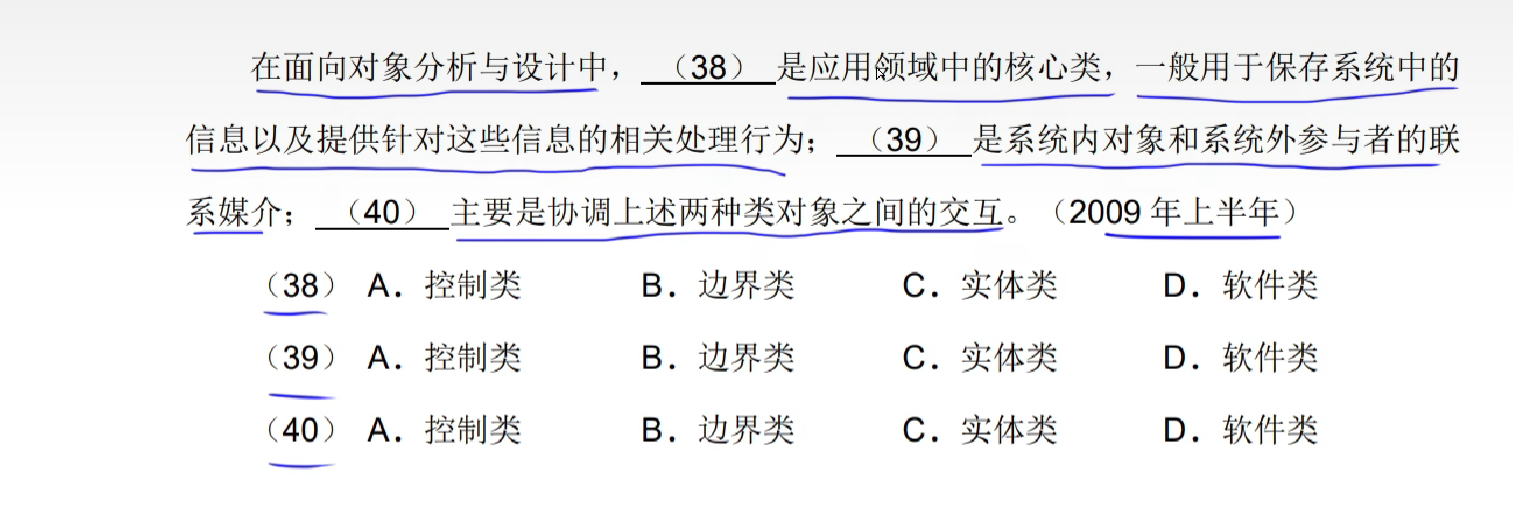 在面向对象分析与设计中，（38）是应用领域中的核心类，一般用于保存系统中的
信息以及提供针对这些信息的相关处理行为；（39）是系统内对象和系统外参与者的联
系媒介；（40）主要是协调上述两种类对象之间的交互。（2009 年上半年）
（38） A．控制类 B．边界类 C．实体类 D．软件类
（39） A．控制类 B．边界类 C．实体类 D．软件类
（40） A．控制类 B．边界类 C．实体类 D．软件类